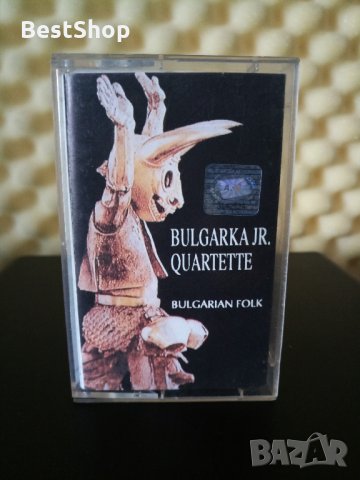 BestShop
BULGARKA JR.
QUARTETTE
BULGARIAN FOLK
BAZAR